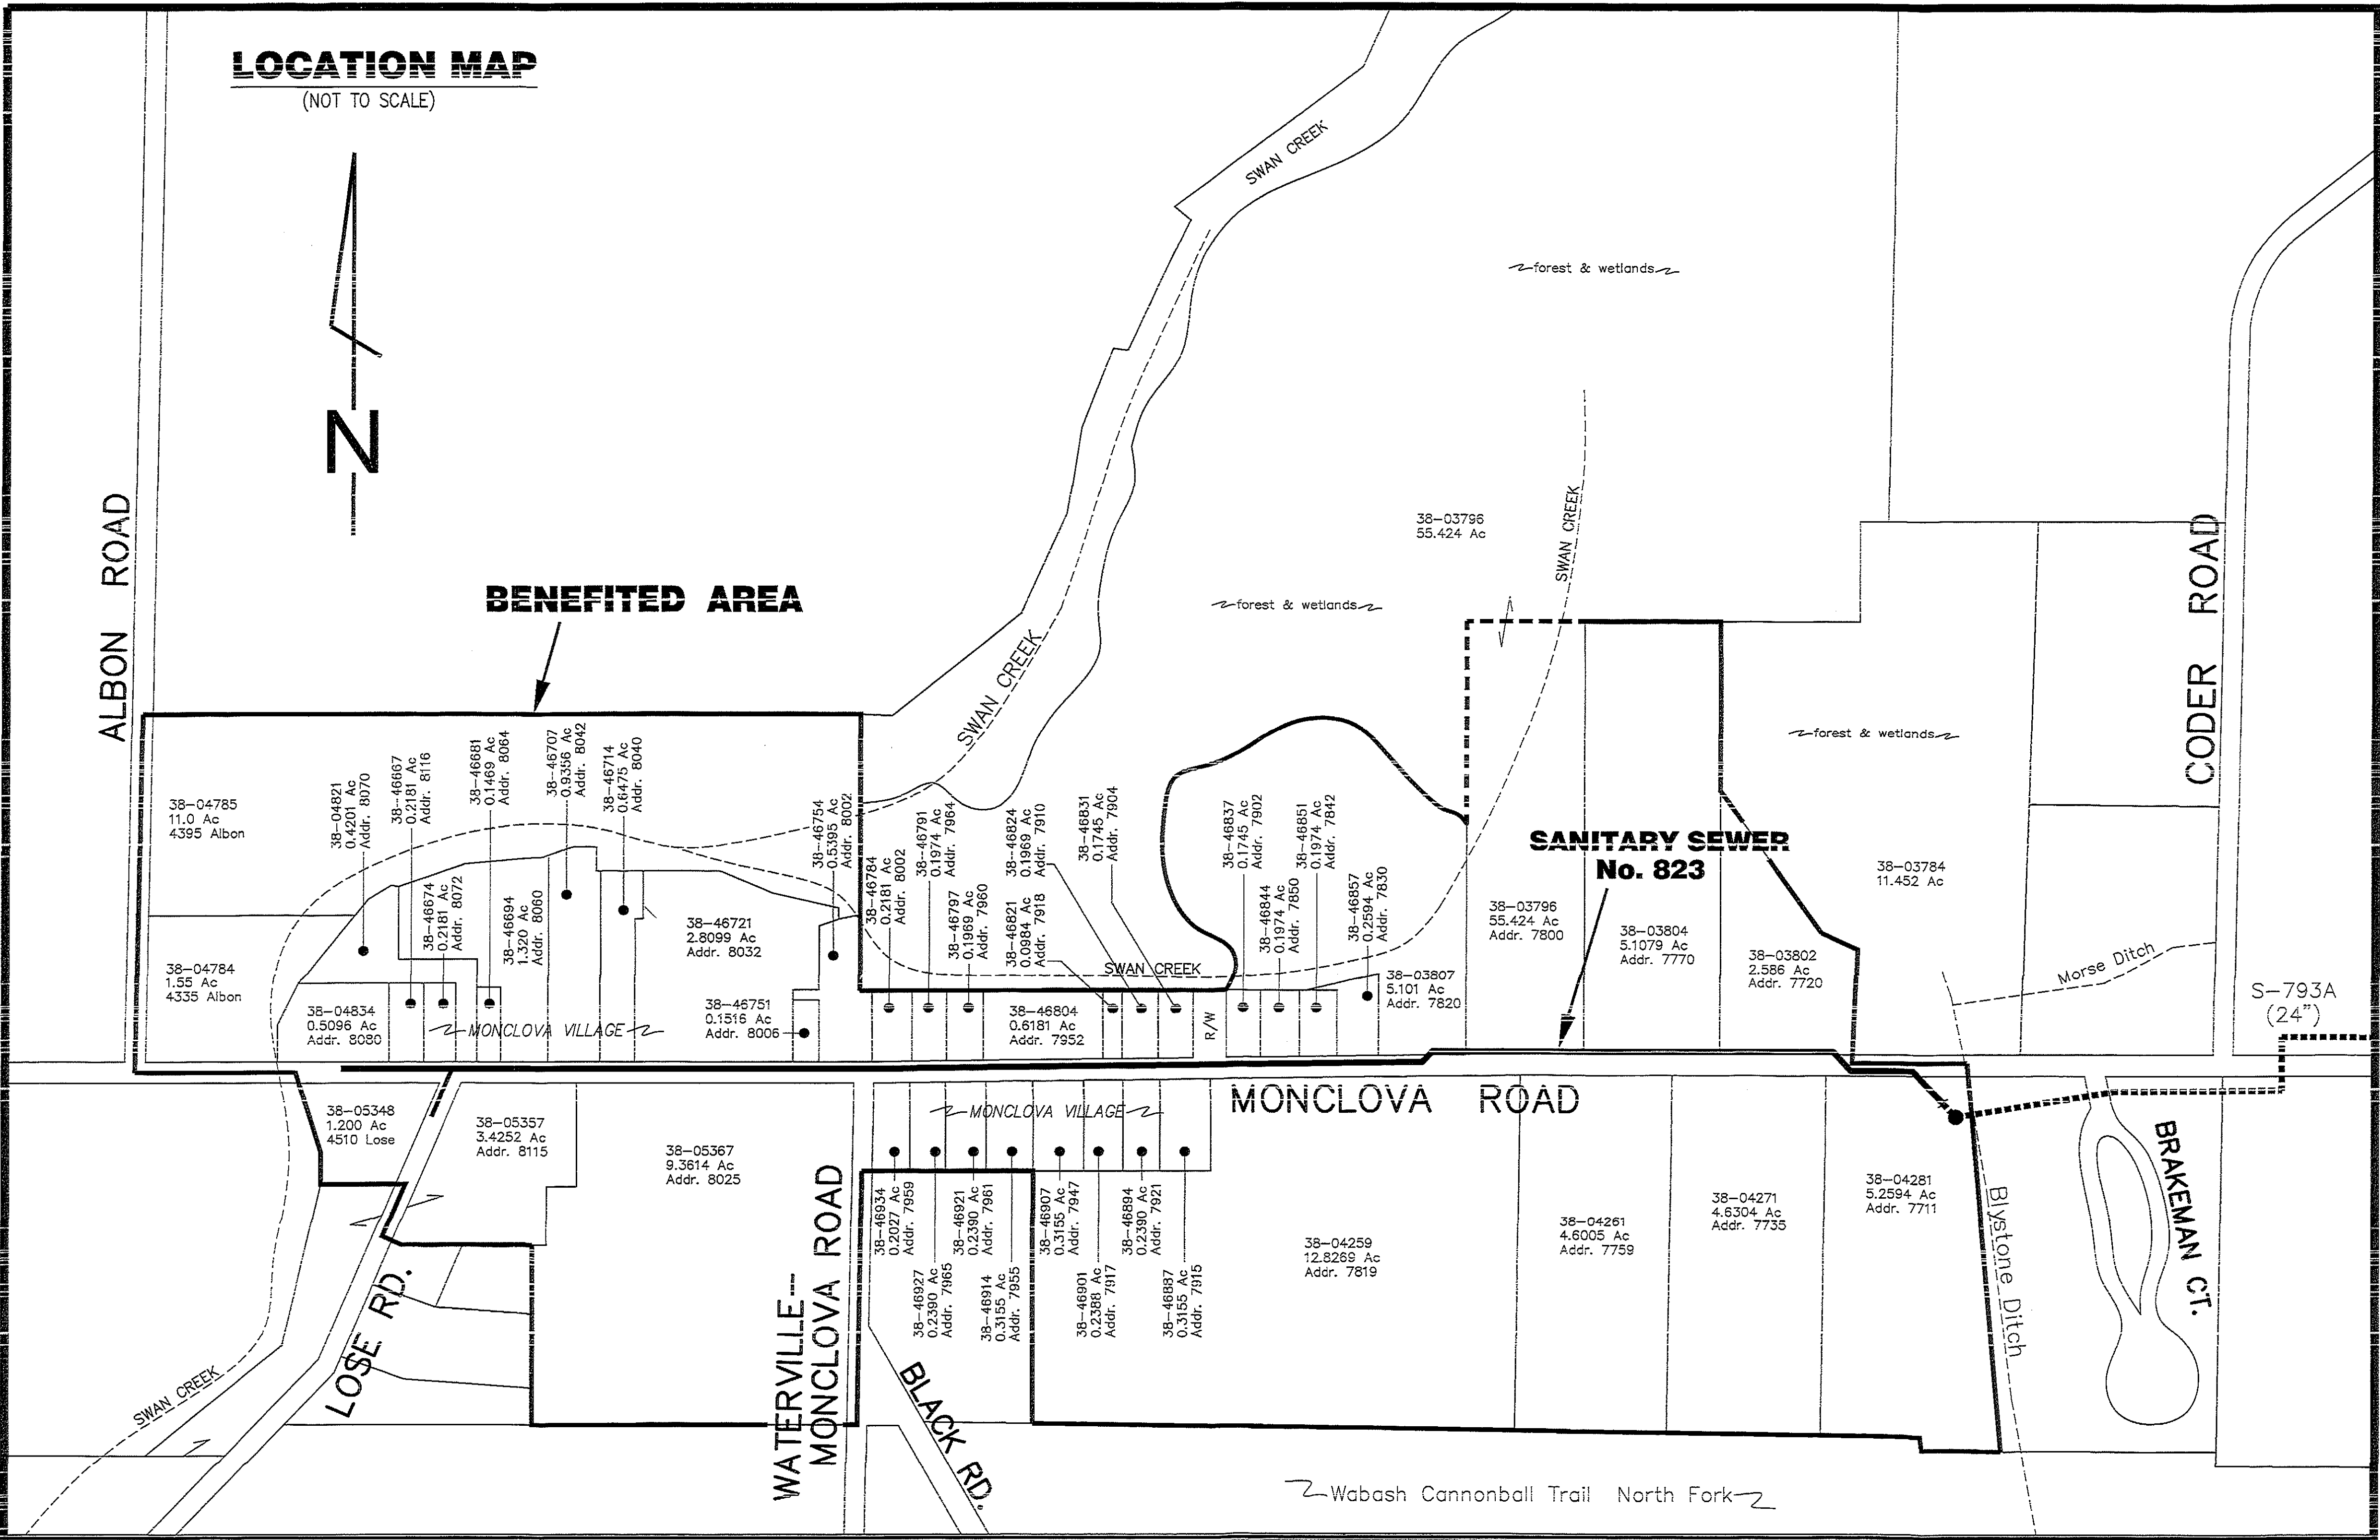 LOCATION MAP
(NOT TO SCALE)
N
ALBON ROAD
BENEFITED AREA
SWAN CREEK
~forest & wetlands~
38-03796
55.424 Ac
SWAN CREEK
~forest & wetlands~
SWAN CREEK
CODER ROAD
~forest & wetlands~
38-04785
11.0 Ac
4395 Albon
38-04821
0.4201 Ac
Addr. 8070
38-46667
0.2181 Ac
Addr. 8116
38-46681
0.1469 Ac
Addr. 8064
38-46707
0.9356 Ac
Addr. 8042
38-46714
0.6475 Ac
Addr. 8040
38-46754
0.5395 Ac
Addr. 8002
38-46784
0.2181 Ac
Addr. 8002
38-46791
0.1974 Ac
Addr. 7964
38-46797
0.1969 Ac
Addr. 7960
38-46824
0.1969 Ac
Addr. 7910
38-46821
0.0984 Ac
Addr. 7918
38-46831
0.1745 Ac
Addr. 7904
38-46837
0.1745 Ac
Addr. 7902
38-46844
0.1974 Ac
Addr. 7850
38-46851
0.1974 Ac
Addr. 7842
38-46857
0.2594 Ac
Addr. 7830
SANITARY SEWER
No. 823
38-03784
11.452 Ac
38-46674
0.2181 Ac
Addr. 8072
38-46694
1.320 Ac
Addr. 8060
38-46721
2.8099 Ac
Addr. 8032
38-03796
55.424 Ac
Addr. 7800
38-03804
5.1079 Ac
Addr. 7770
38-03802
2.586 Ac
Addr. 7720
38-04784
1.55 Ac
4335 Albon
SWAN CREEK
38-03807
5.101 Ac
Addr. 7820
Morse Ditch
S-793A
(24")
38-04834
0.5096 Ac
Addr. 8080
~MONCLOVA VILLAGE~
38-46751
0.1516 Ac
Addr. 8006
38-46804
0.6181 Ac
Addr. 7952
R/W
MONCLOVA ROAD
38-05348
1.200 Ac
4510 Lose
38-05357
3.4252 Ac
Addr. 8115
38-05367
9.3614 Ac
Addr. 8025
~MONCLOVA VILLAGE~
38-46934
0.2027 Ac
Addr. 7959
38-46927
0.2390 Ac
Addr. 7965
38-46921
0.2390 Ac
Addr. 7961
38-46914
0.3155 Ac
Addr. 7955
38-46907
0.3155 Ac
Addr. 7947
38-46901
0.2388 Ac
Addr. 7917
38-46894
0.2390 Ac
Addr. 7921
38-46887
0.3155 Ac
Addr. 7915
38-04259
12.8269 Ac
Addr. 7819
38-04261
4.6005 Ac
Addr. 7759
38-04271
4.6304 Ac
Addr. 7735
38-04281
5.2594 Ac
Addr. 7711
Blystone Ditch
BRAKEMAN CT.
SWAN CREEK
LOSE RD.
WATERVILLE--
MONCLOVA ROAD
BLACK RD.
~Wabash Cannonball Trail North Fork~